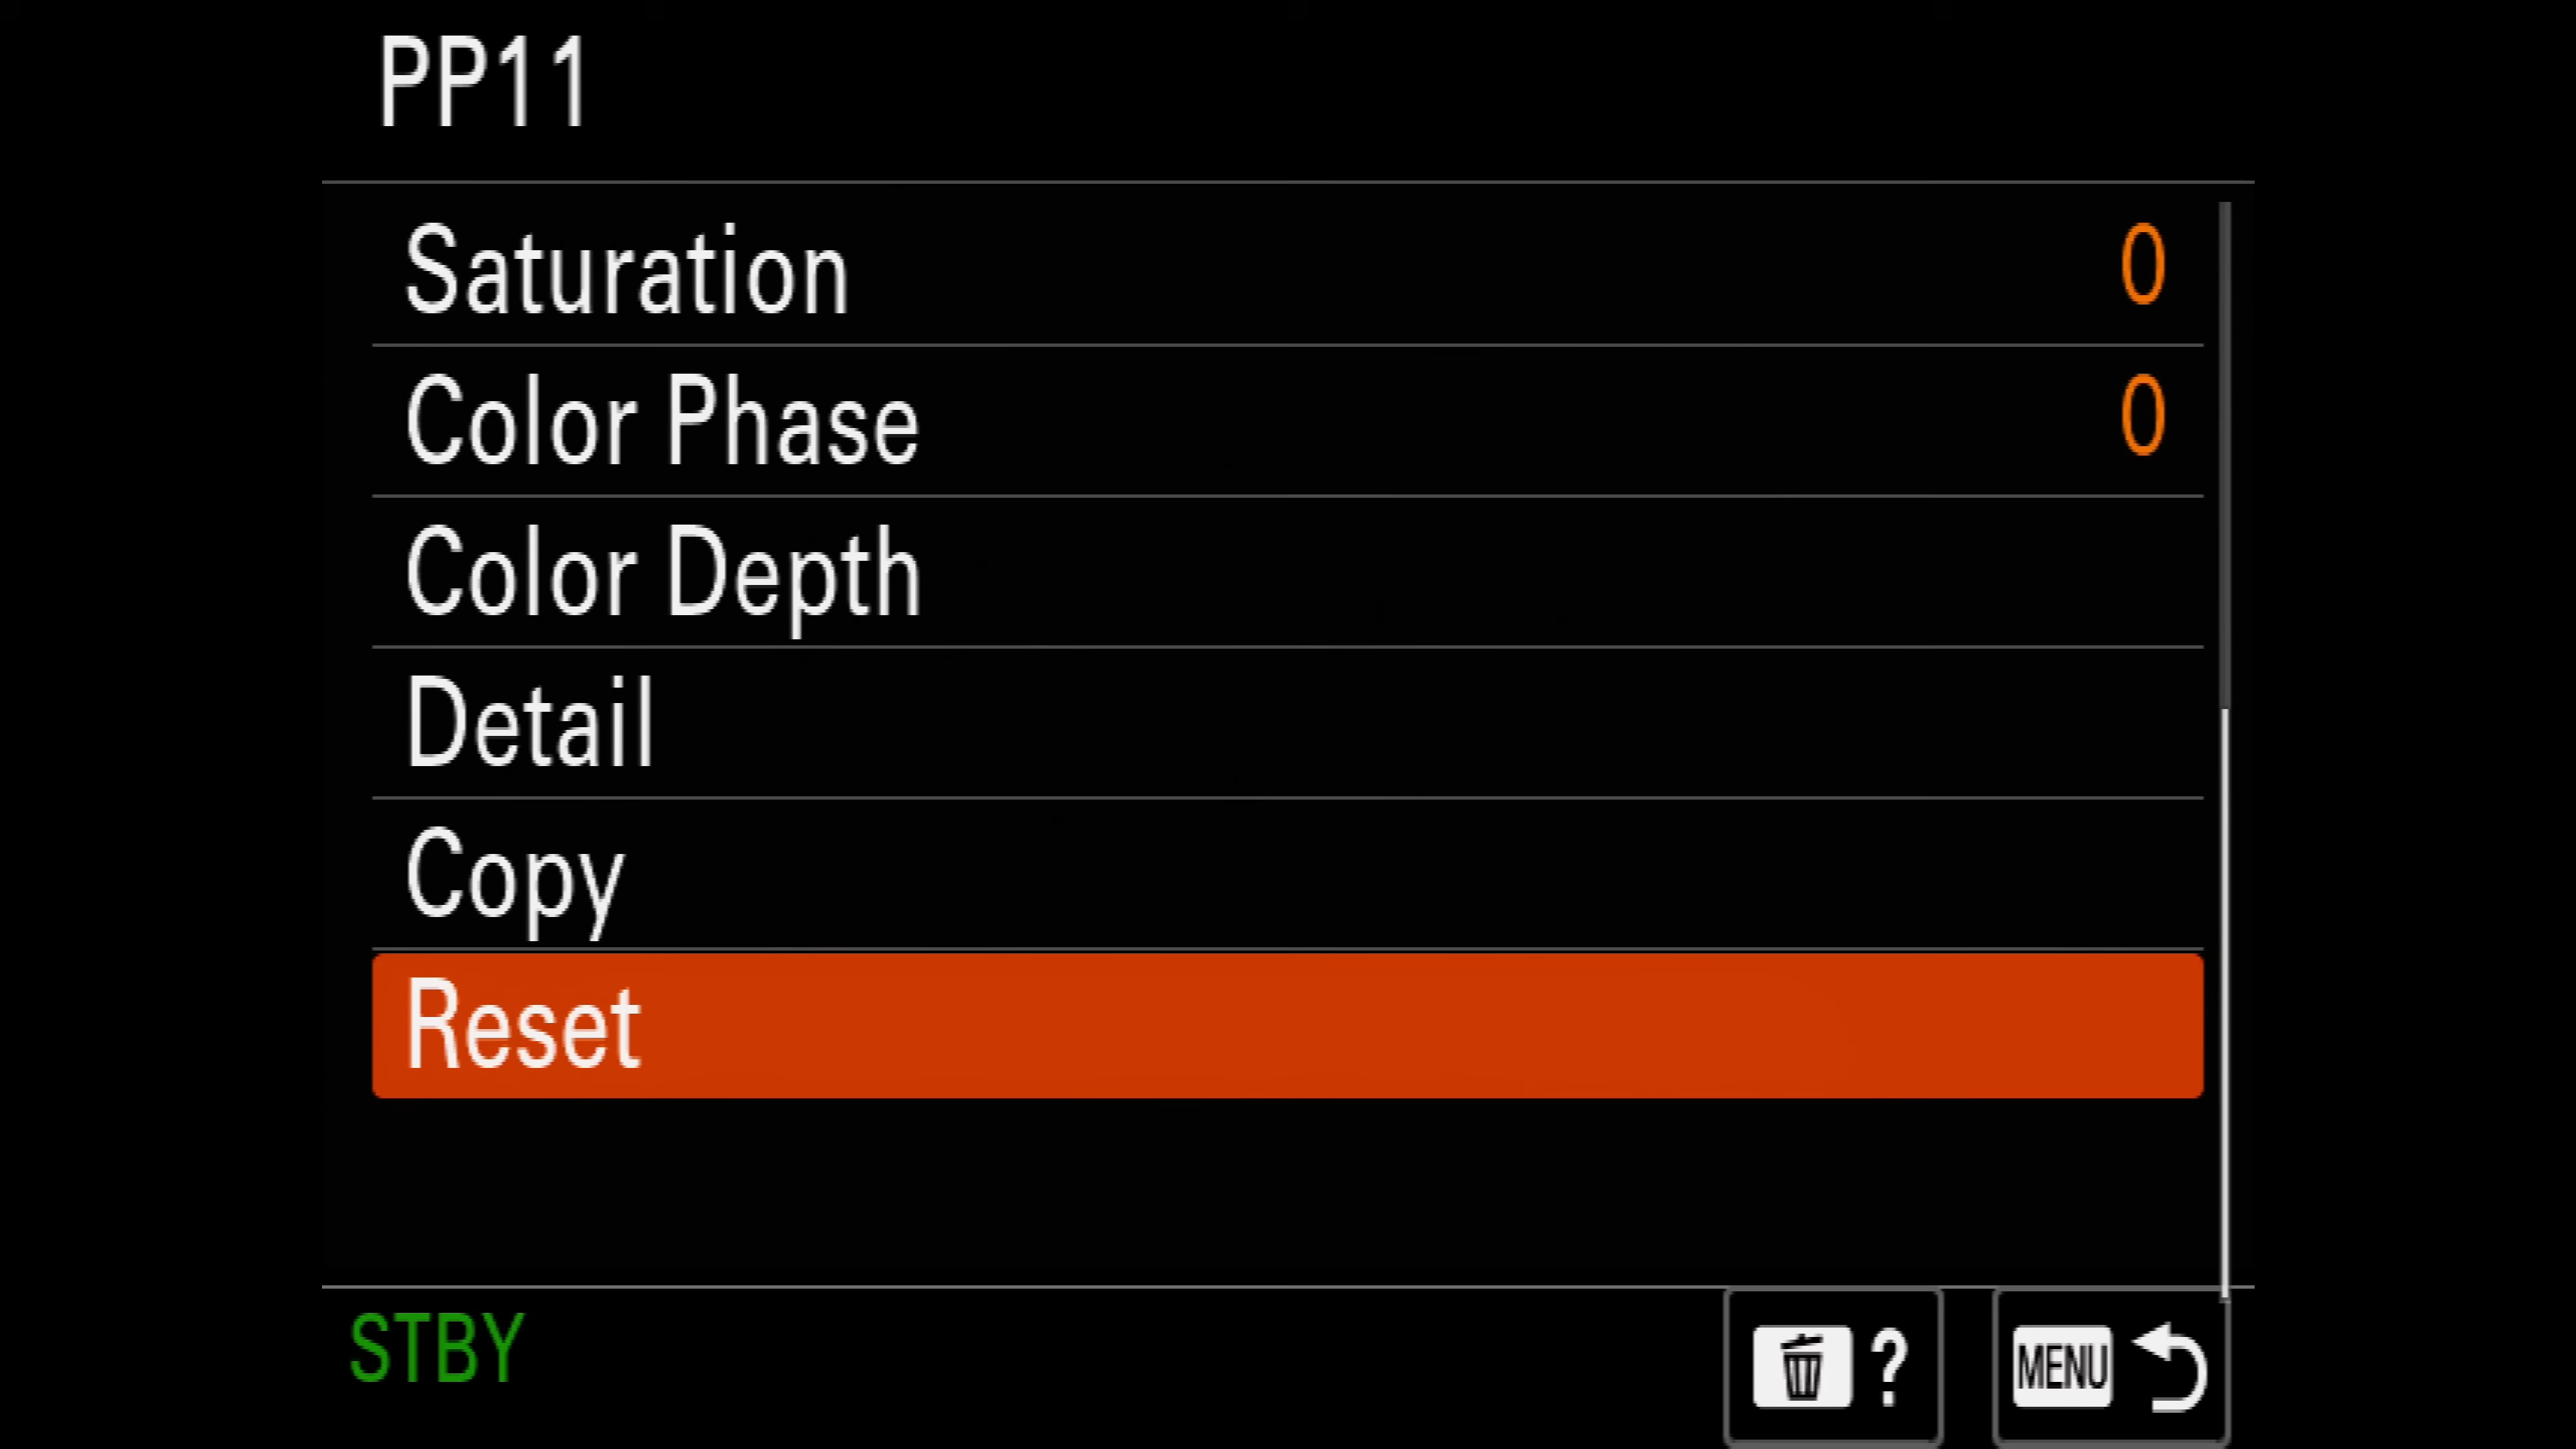 PP11
Saturation 0
Color Phase 0
Color Depth
Detail
Copy
Reset
STBY
? MENU